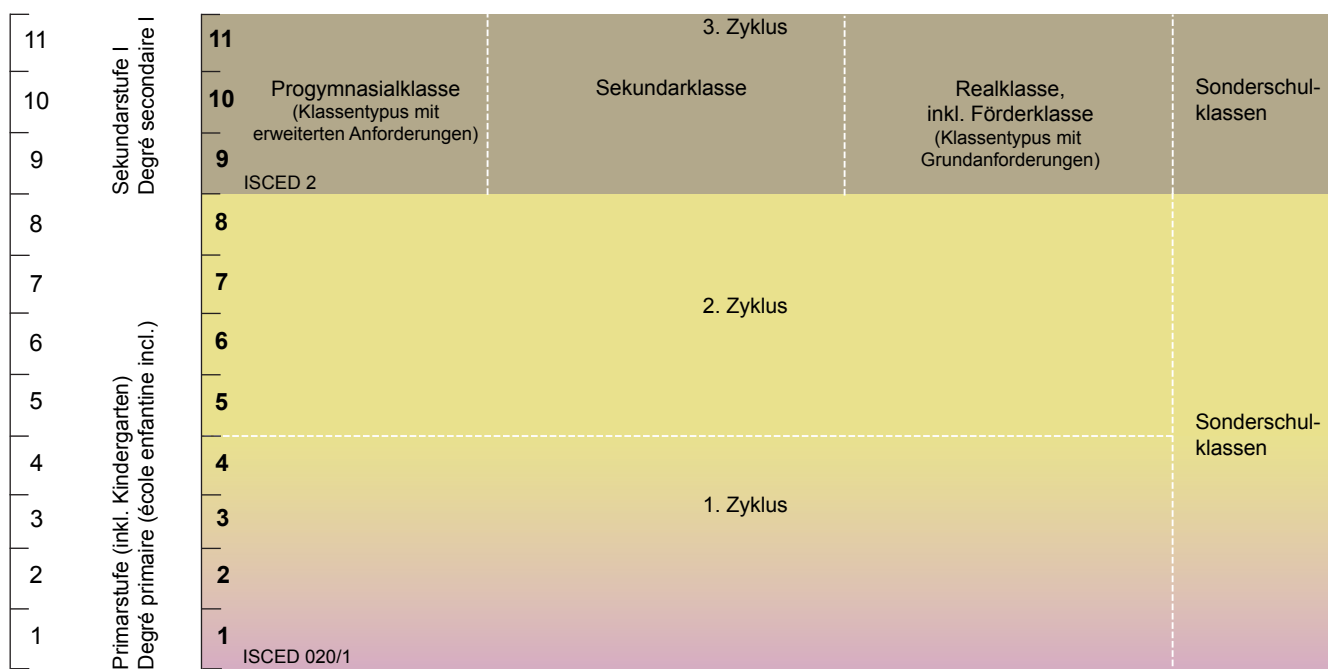 11
10
9
8
7
6
5
4
3
2
1
Sekundarstufe I
Degré secondaire I
Primarstufe (inkl. Kindergarten)
Degré primaire (école enfantine incl.)
11
10
9
8
7
6
5
4
3
2
1
3. Zyklus
Progymnasialklasse
(Klassentypus mit
erweiterten Anforderungen)
Sekundarklasse
Realklasse,
inkl. Förderklasse
(Klassentypus mit
Grundanforderungen)
Sonderschul-
klassen
ISCED 2
2. Zyklus
Sonderschul-
klassen
1. Zyklus
ISCED 020/1